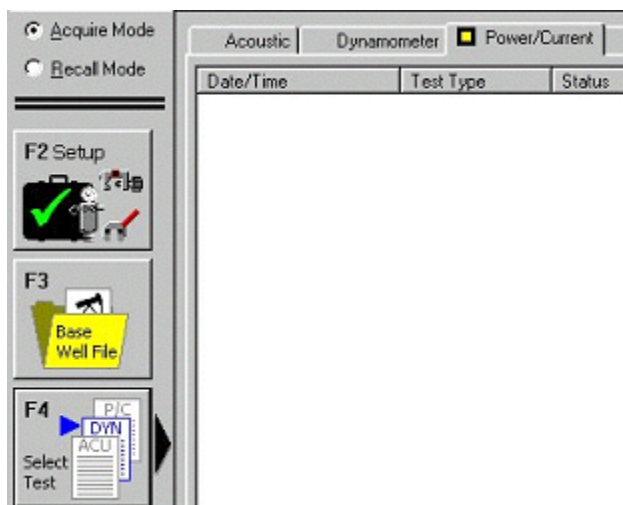 Acquire Mode
Recall Mode
Acoustic
Dynamometer
Power/Current
Date/Time
Test Type
Status
F2 Setup
F3
Base
Well File
F4
P/C
DYN
ACU
Select
Test